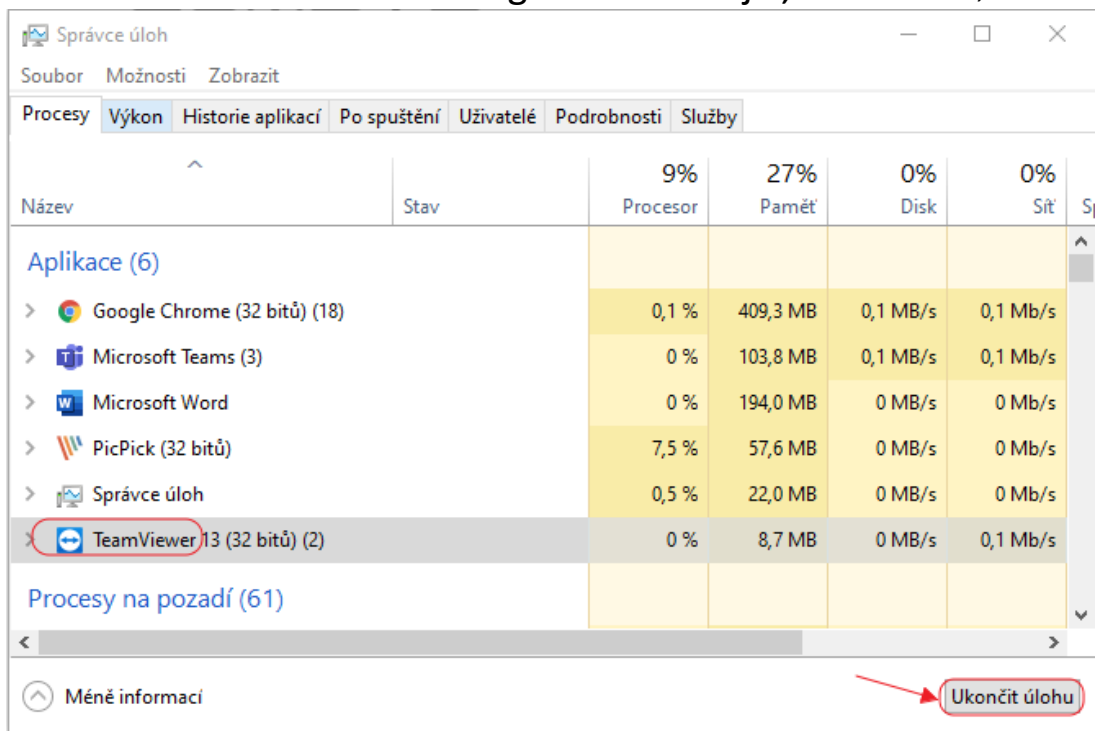 Správce úloh
Soubor Možnosti Zobrazit
Procesy Výkon Historie aplikací Po spuštění Uživatelé Podrobnosti Služby
9% 27% 0% 0%
Název Stav Procesor Paměť Disk Síť
Aplikace (6)
Google Chrome (32 bitů) (18) 0,1 % 409,3 MB 0,1 MB/s 0,1 Mb/s
Microsoft Teams (3) 0 % 103,8 MB 0,1 MB/s 0,1 Mb/s
Microsoft Word 0 % 194,0 MB 0 MB/s 0 Mb/s
PicPick (32 bitů) 7,5 % 57,6 MB 0 MB/s 0 Mb/s
Správce úloh 0,5 % 22,0 MB 0 MB/s 0 Mb/s
TeamViewer 13 (32 bitů) (2) 0 % 8,7 MB 0 MB/s 0,1 Mb/s
Procesy na pozadí (61)
Méně informací Ukončit úlohu